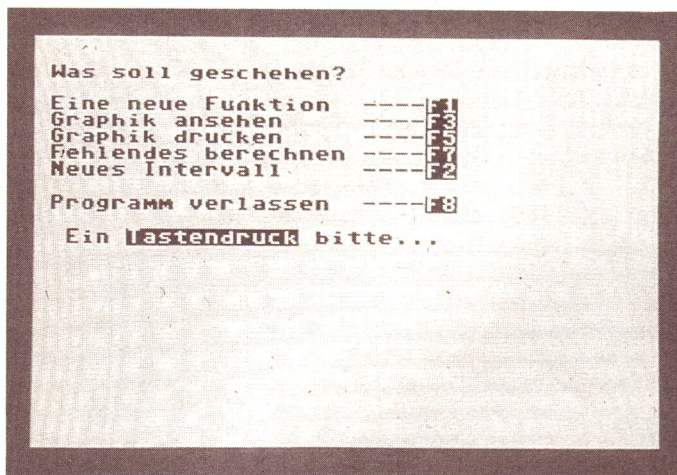 Was soll geschehen?
Eine neue Funktion ----F1
Graphik ansehen ----F3
Graphik drucken ----F5
Fehlendes berechnen ----F7
Neues Intervall ----F2
Programm verlassen ----F8
Ein Tastendruck bitte...